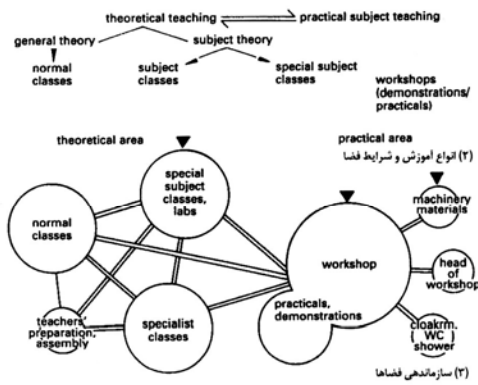 theoretical teaching
practical subject teaching
general theory
subject theory
normal
classes
subject
classes
special subject
classes
workshops
(demonstrations/
practicals)
theoretical area
practical area
(۲) انواع آموزش و شرایط فضا
special
subject
classes,
labs
machinery
materials
normal
classes
workshop
head
of
workshop
practicals,
demonstrations
teachers'
preparation,
assembly
specialist
classes
cloakrm.
WC
shower
(۳) سازماندهی فضاها